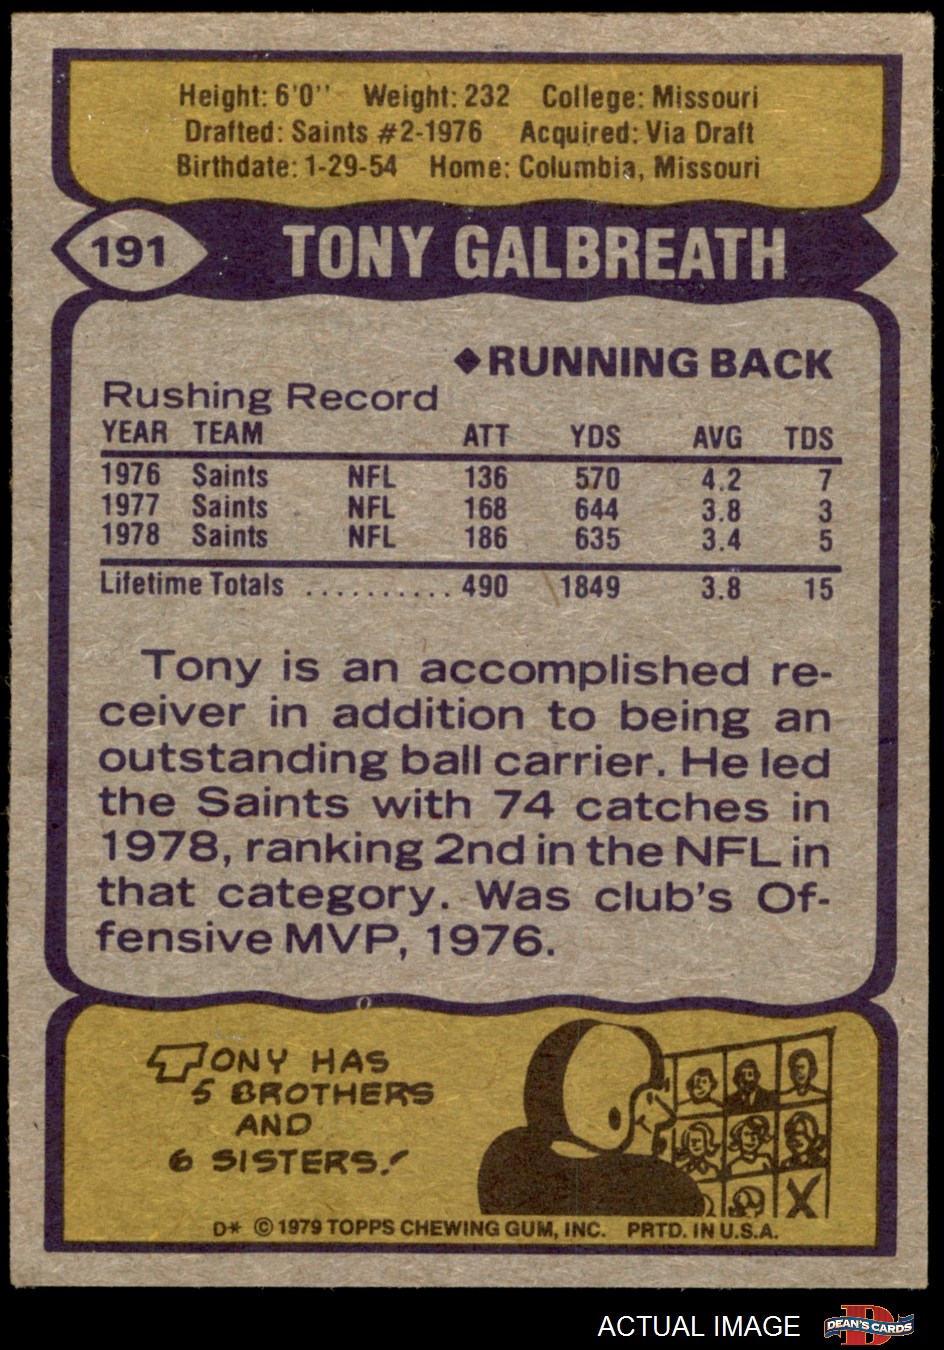 Height: 6'0'' Weight: 232 College: Missouri
Drafted: Saints #2-1976 Acquired: Via Draft
Birthdate: 1-29-54 Home: Columbia, Missouri
191 TONY GALBREATH
◆RUNNING BACK
Rushing Record
YEAR TEAM ATT YDS AVG TDS
1976 Saints NFL 136 570 4.2 7
1977 Saints NFL 168 644 3.8 3
1978 Saints NFL 186 635 3.4 5
Lifetime Totals .......... 490 1849 3.8 15
Tony is an accomplished re-
ceiver in addition to being an
outstanding ball carrier. He led
the Saints with 74 catches in
1978, ranking 2nd in the NFL in
that category. Was club's Of-
fensive MVP, 1976.
TONY HAS
5 BROTHERS
AND
6 SISTERS!
X
D* © 1979 TOPPS CHEWING GUM, INC. PRTD. IN U.S.A.
ACTUAL IMAGE D DEAN'S CARDS